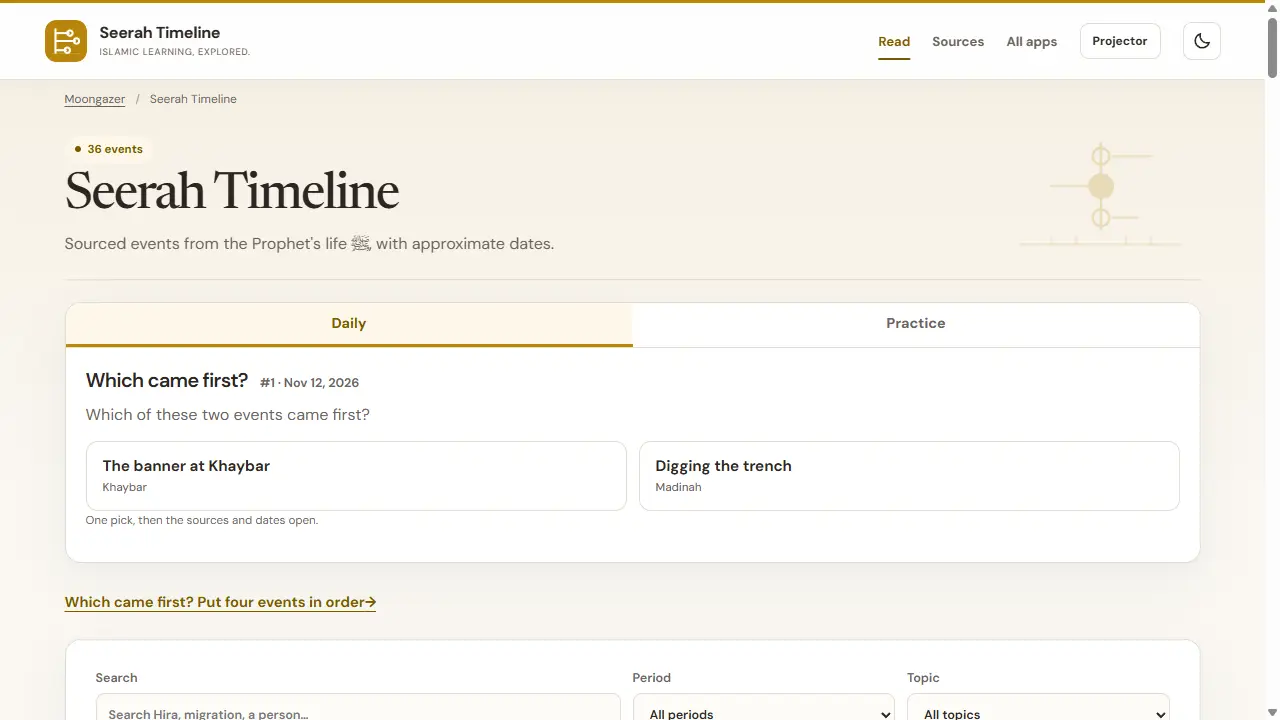 Seerah Timeline
ISLAMIC LEARNING, EXPLORED.
Read
Sources
All apps
Projector
Moongazer / Seerah Timeline
36 events
Seerah Timeline
Sourced events from the Prophet's life ﷺ, with approximate dates.
Daily
Practice
Which came first? #1 · Nov 12, 2026
Which of these two events came first?
The banner at Khaybar
Khaybar
Digging the trench
Madinah
One pick, then the sources and dates open.
Which came first? Put four events in order→
Search
Period
Topic
Search Hira, migration, a person…
All periods
All topics